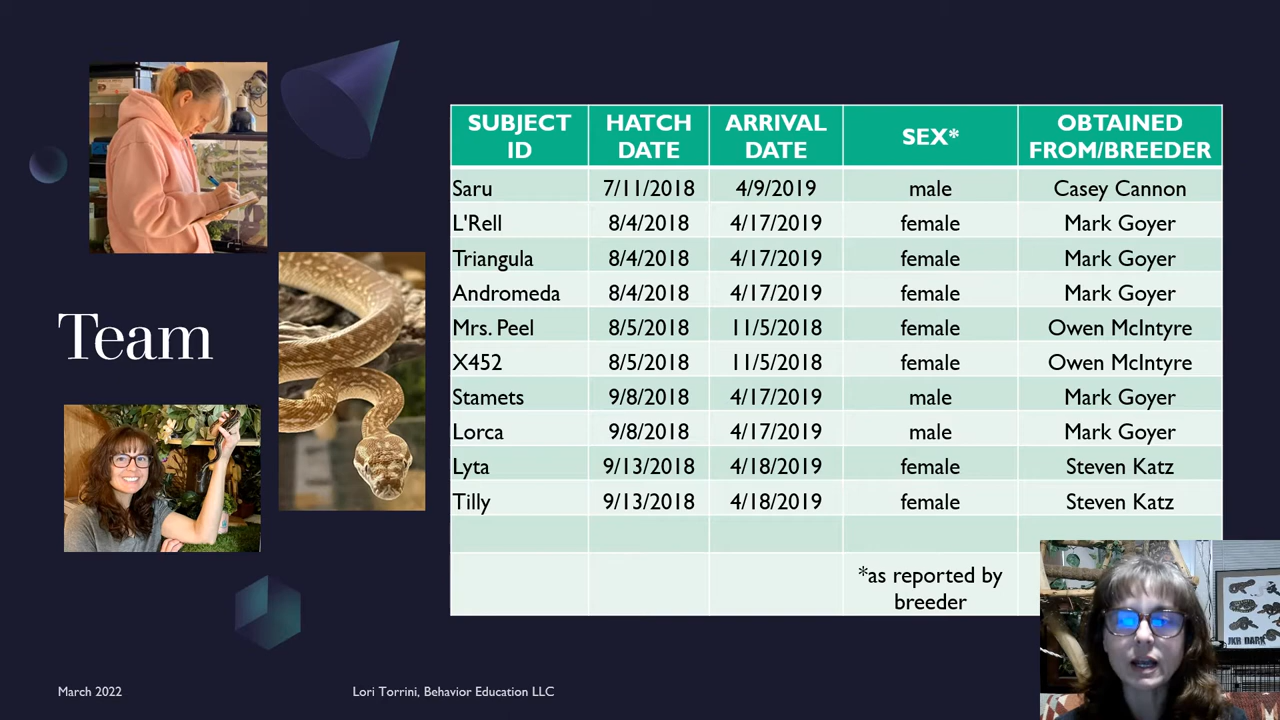 Team
SUBJECT ID HATCH DATE ARRIVAL DATE SEX* OBTAINED FROM/BREEDER
Saru 7/11/2018 4/9/2019 male Casey Cannon
L'Rell 8/4/2018 4/17/2019 female Mark Goyer
Triangula 8/4/2018 4/17/2019 female Mark Goyer
Andromeda 8/4/2018 4/17/2019 female Mark Goyer
Mrs. Peel 8/5/2018 11/5/2018 female Owen McIntyre
X452 8/5/2018 11/5/2018 female Owen McIntyre
Stamets 9/8/2018 4/17/2019 male Mark Goyer
Lorca 9/8/2018 4/17/2019 male Mark Goyer
Lyta 9/13/2018 4/18/2019 female Steven Katz
Tilly 9/13/2018 4/18/2019 female Steven Katz
*as reported by
breeder
JKR DARK
March 2022 Lori Torrini, Behavior Education LLC